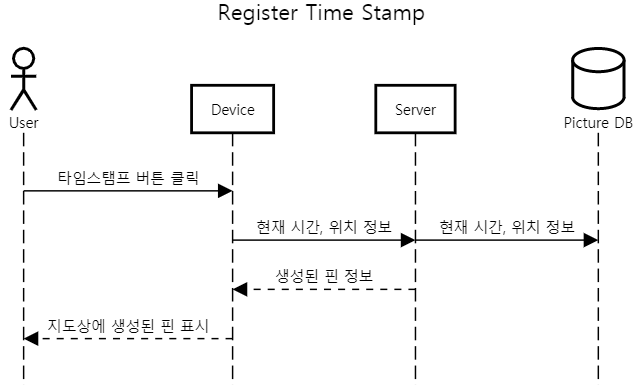 Register Time Stamp
User
Device
Server
Picture DB
타임스탬프 버튼 클릭
현재 시간, 위치 정보
현재 시간, 위치 정보
생성된 핀 정보
지도상에 생성된 핀 표시